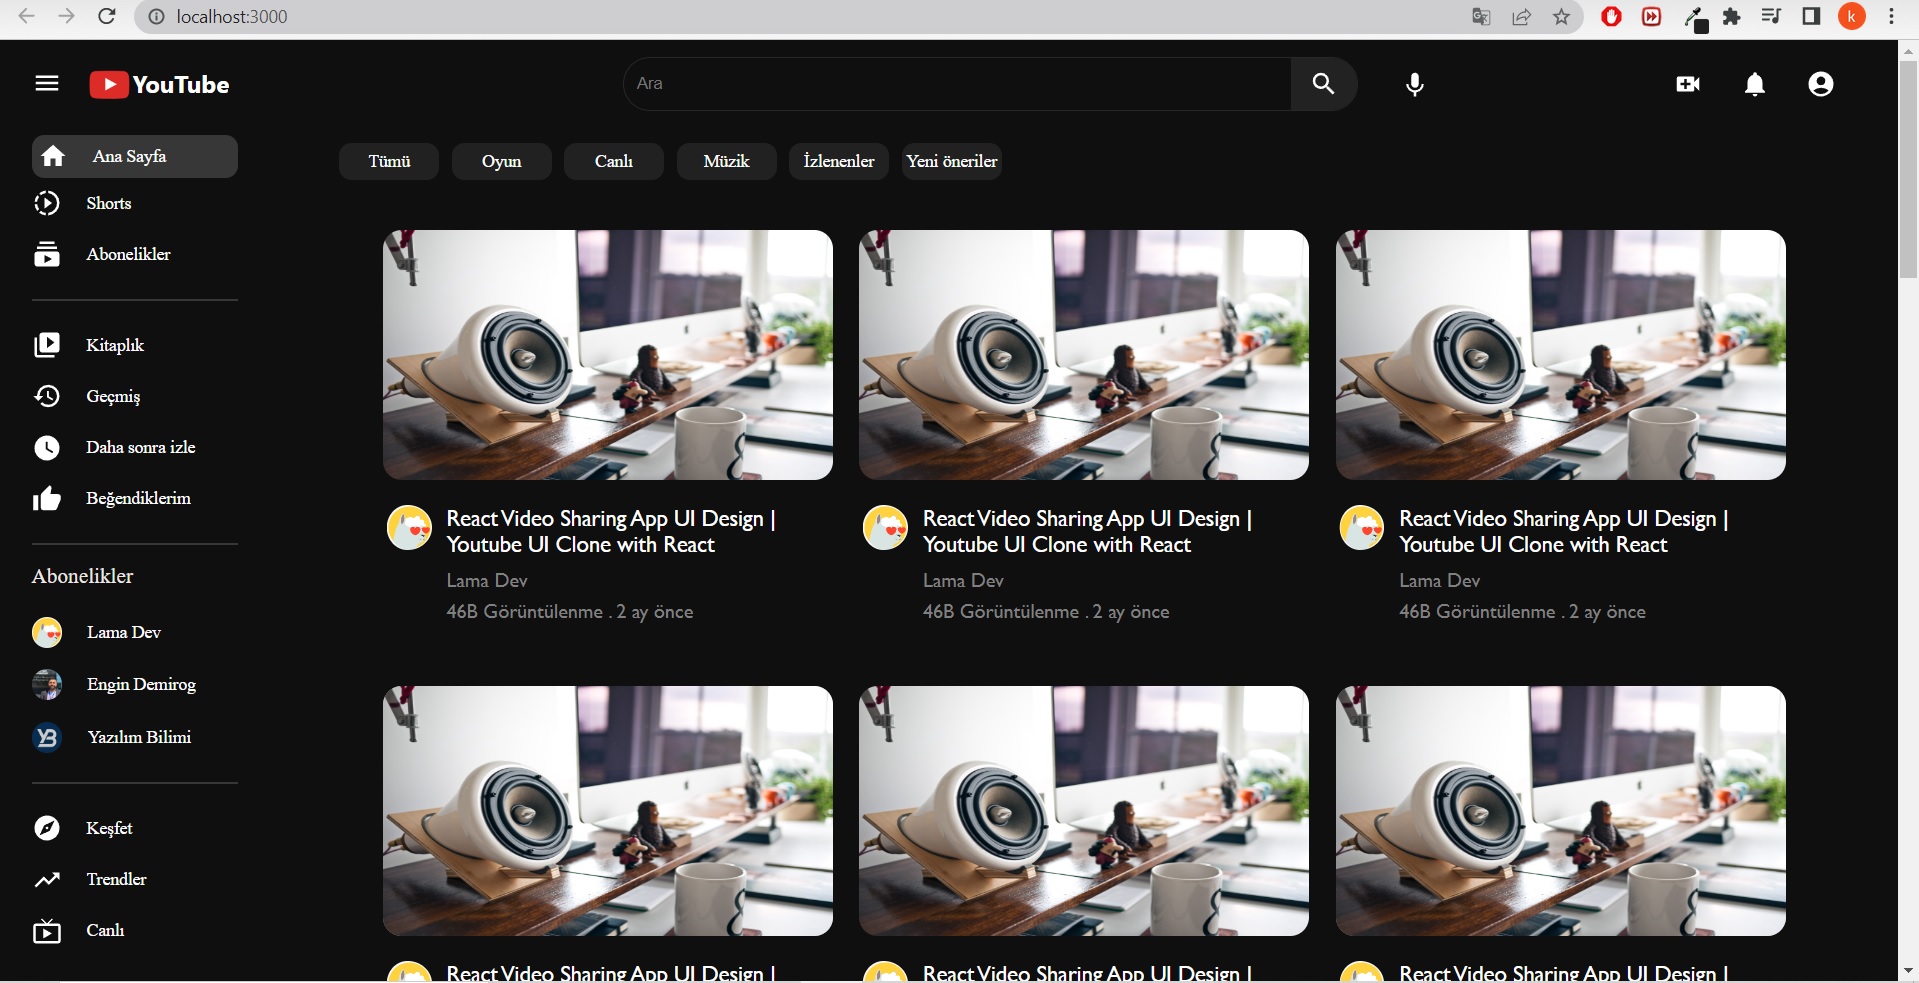 localhost:3000
k
YouTube
Ara
Ana Sayfa
Shorts
Abonelikler
Kitaplık
Geçmiş
Daha sonra izle
Beğendiklerim
Abonelikler
Lama Dev
Engin Demirog
Yazılım Bilimi
Keşfet
Trendler
Canlı
Tümü
Oyun
Canlı
Müzik
İzlenenler
Yeni öneriler
React Video Sharing App UI Design |
Youtube UI Clone with React
Lama Dev
46B Görüntülenme . 2 ay önce
React Video Sharing App UI Design |
Youtube UI Clone with React
Lama Dev
46B Görüntülenme . 2 ay önce
React Video Sharing App UI Design |
Youtube UI Clone with React
Lama Dev
46B Görüntülenme . 2 ay önce
React Video Sharing App UI Design |
React Video Sharing App UI Design |
React Video Sharing App UI Design |